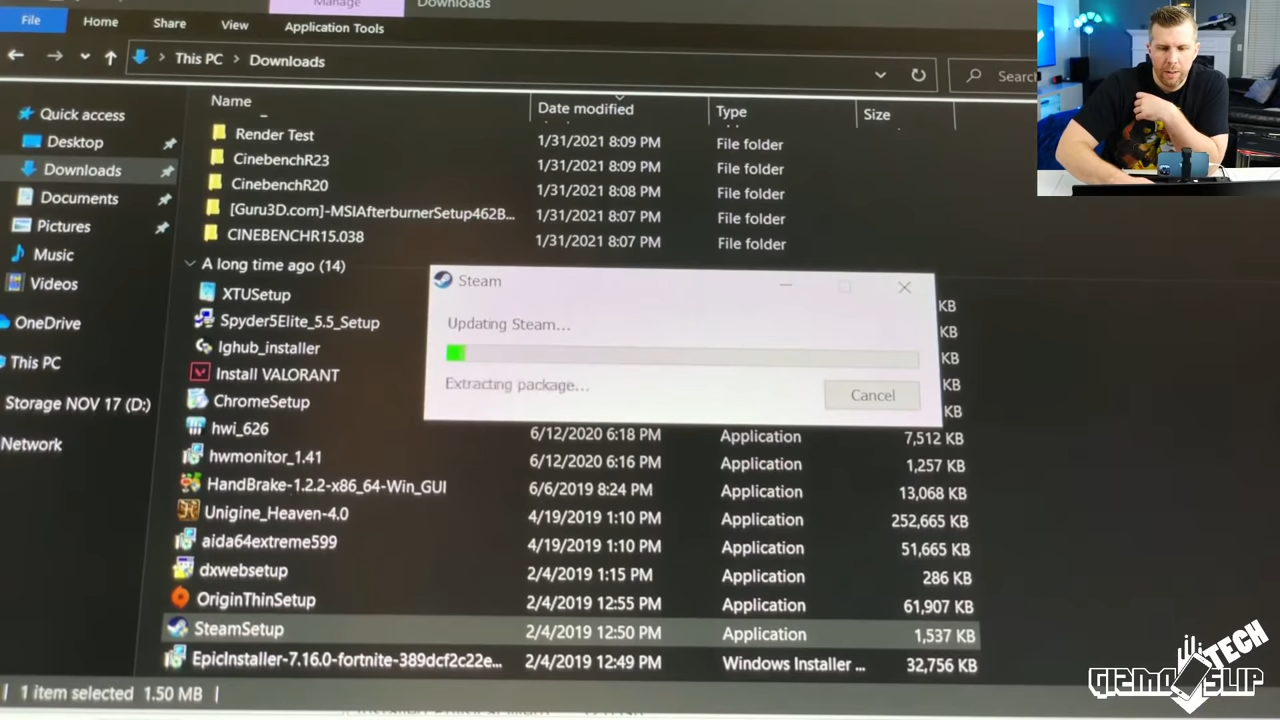 Manage
Downloads
File
Home
Share
View
Application Tools
This PC
Downloads
Search
Name
Date modified
Type
Size
Quick access
Desktop
Downloads
Documents
Pictures
Music
Videos
OneDrive
This PC
Storage NOV 17 (D:)
Network
Render Test 1/31/2021 8:09 PM File folder
CinebenchR23 1/31/2021 8:09 PM File folder
CinebenchR20 1/31/2021 8:08 PM File folder
[Guru3D.com]-MSIAfterburnerSetup462B... 1/31/2021 8:07 PM File folder
CINEBENCHR15.038 1/31/2021 8:07 PM File folder
A long time ago (14)
XTUSetup KB
Spyder5Elite_5.5_Setup KB
lghub_installer KB
Install VALORANT KB
ChromeSetup KB
hwi_626 6/12/2020 6:18 PM Application 7,512 KB
hwmonitor_1.41 6/12/2020 6:16 PM Application 1,257 KB
HandBrake-1.2.2-x86_64-Win_GUI 6/6/2019 8:24 PM Application 13,068 KB
Unigine_Heaven-4.0 4/19/2019 1:10 PM Application 252,665 KB
aida64extreme599 4/19/2019 1:10 PM Application 51,665 KB
dxwebsetup 2/4/2019 1:15 PM Application 286 KB
OriginThinSetup 2/4/2019 12:55 PM Application 61,907 KB
SteamSetup 2/4/2019 12:50 PM Application 1,537 KB
EpicInstaller-7.16.0-fortnite-389dcf2c22e... 2/4/2019 12:49 PM Windows Installer ... 32,756 KB
1 item selected 1.50 MB
Steam
Updating Steam...
Extracting package...
Cancel
GIZMO SLIP TECH